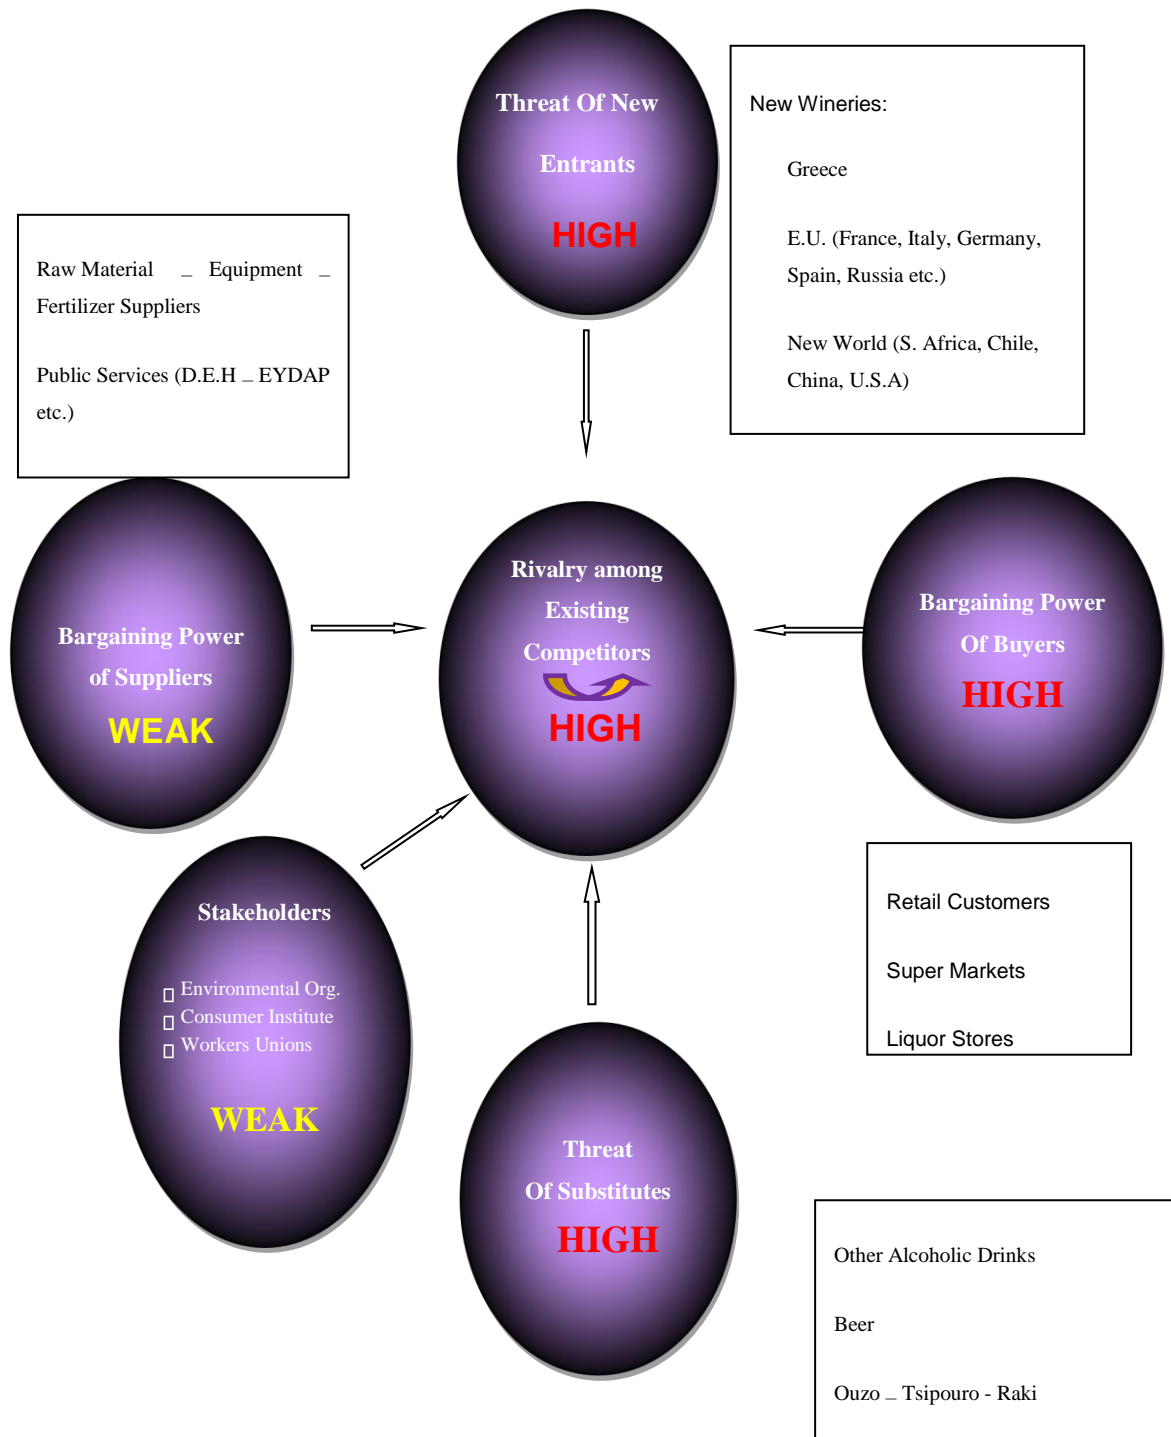 Threat Of New
Entrants
HIGH
New Wineries:
Greece
E.U. (France, Italy, Germany,
Spain, Russia etc.)
New World (S. Africa, Chile,
China, U.S.A)
Raw Material _ Equipment _
Fertilizer Suppliers
Public Services (D.E.H _ EYDAP
etc.)
Bargaining Power
of Suppliers
WEAK
Rivalry among
Existing
Competitors
HIGH
Bargaining Power
Of Buyers
HIGH
Retail Customers
Super Markets
Liquor Stores
Stakeholders
Environmental Org.
Consumer Institute
Workers Unions
WEAK
Threat
Of Substitutes
HIGH
Other Alcoholic Drinks
Beer
Ouzo _ Tsipouro - Raki